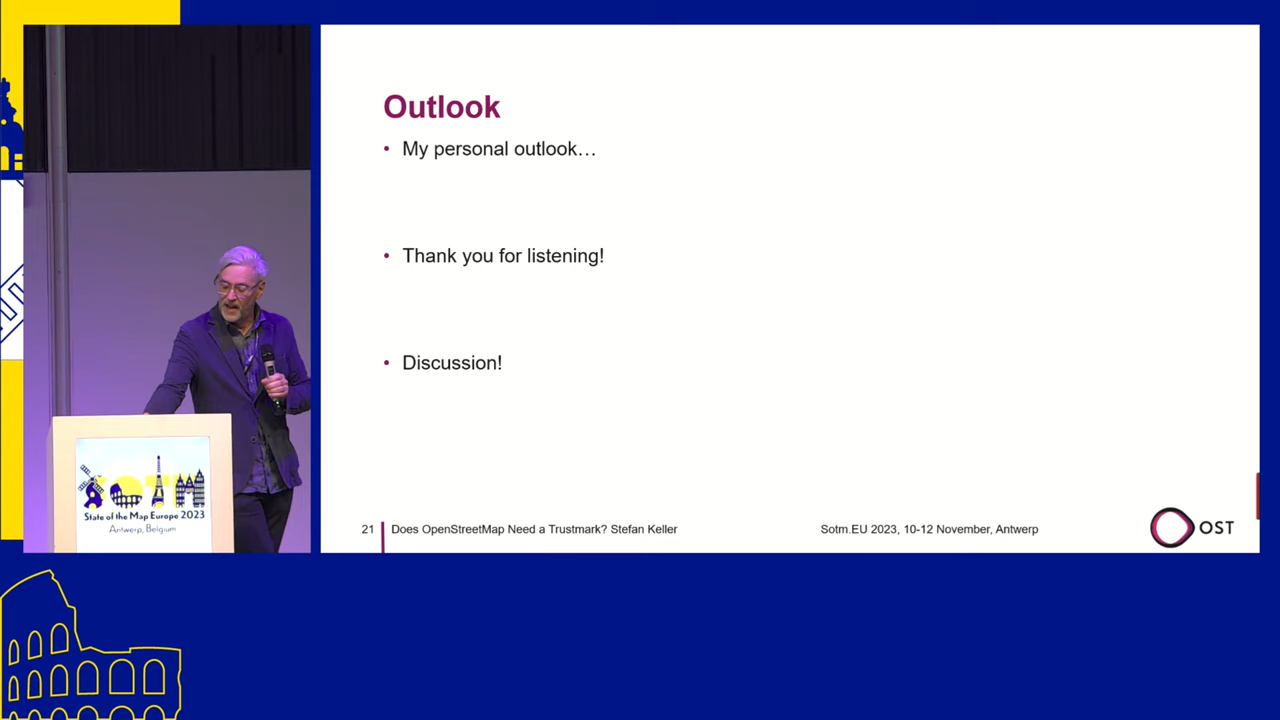 Outlook
• My personal outlook…
• Thank you for listening!
• Discussion!
21 Does OpenStreetMap Need a Trustmark? Stefan Keller Sotm.EU 2023, 10-12 November, Antwerp
OST
SOTM
State of the Map Europe 2023
Antwerp, Belgium